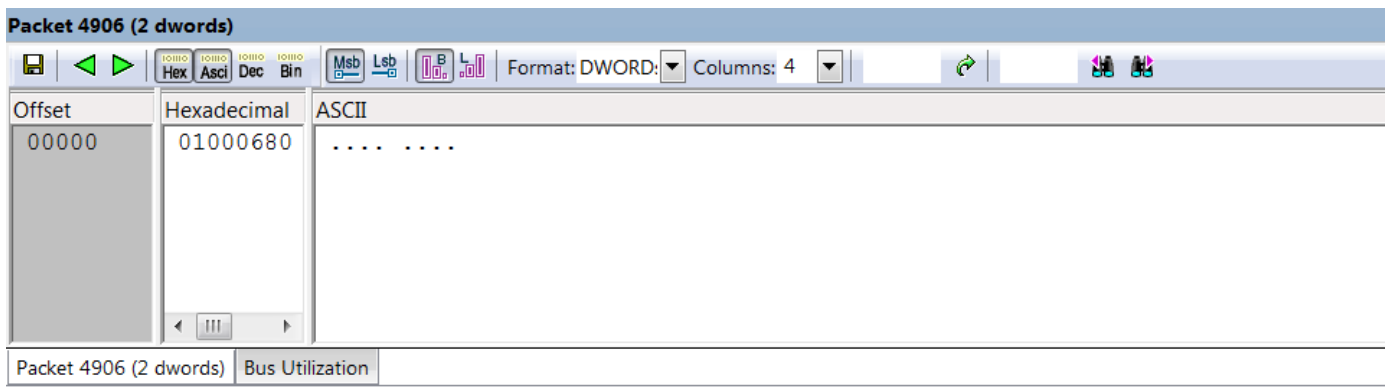 Packet 4906 (2 dwords)
Hex Asci Dec Bin Msb Lsb B L Format: DWORD: Columns: 4
Offset Hexadecimal ASCII
00000 01000680 .... ....
Packet 4906 (2 dwords) Bus Utilization